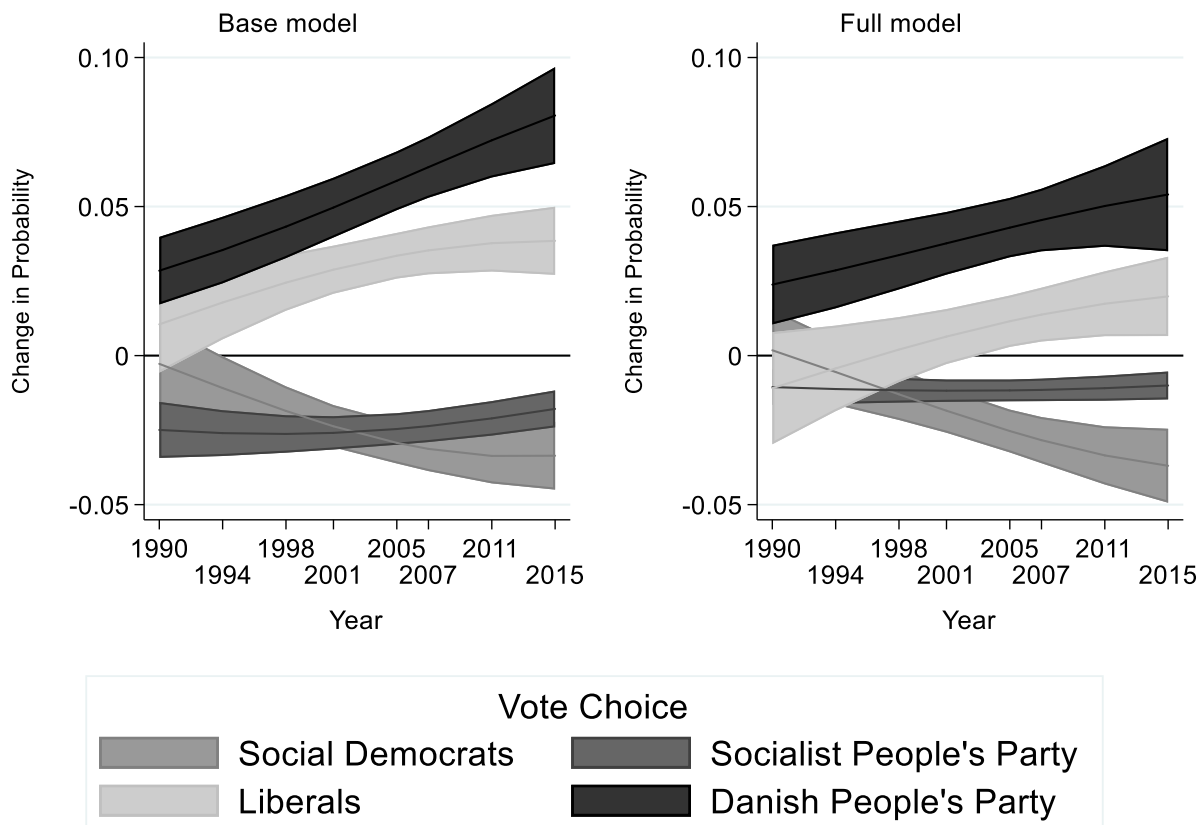 Base model
Change in Probability
0.10
0.05
0
-0.05
1990 1998 2005 2011
1994 2001 2007 2015
Year
Full model
Change in Probability
0.10
0.05
0
-0.05
1990 1998 2005 2011
1994 2001 2007 2015
Year
Vote Choice
Social Democrats Socialist People's Party
Liberals Danish People's Party